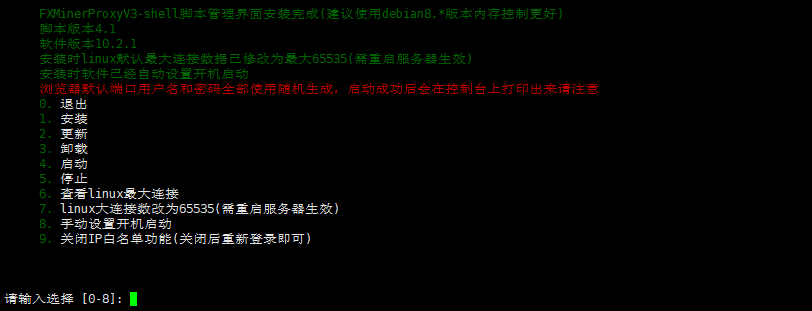 FXMinerProxyV3-shell脚本管理界面安装完成(建议使用debian8.*版本内存控制更好)
脚本版本4.1
软件版本10.2.1
安装时linux默认最大连接数据已修改为最大65535(需重启服务器生效)
安装时软件已经自动设置开机启动
浏览器默认端口用户名和密码全部使用随机生成，启动成功后会在控制台上打印出来请注意
0. 退出
1. 安装
2. 更新
3. 卸载
4. 启动
5. 停止
6. 查看linux最大连接
7. linux大连接数改为65535(需重启服务器生效)
8. 手动设置开机启动
9. 关闭IP白名单功能(关闭后重新登录即可)
请输入选择 [0-8]: